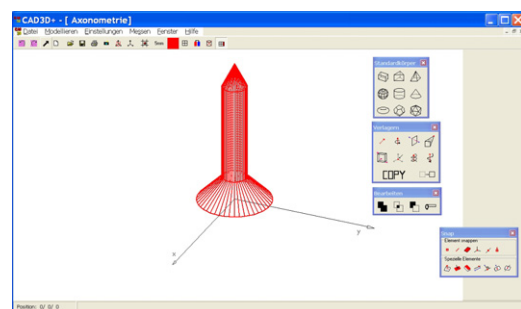 CAD3D+ - [ Axonometrie]
Datei Modellieren Einstellungen Messen Fenster Hilfe
5mm
Standardkörper
Verlagern
COPY
Bearbeiten
Snap
Element snappen
Spezielle Elemente
x
y
Position: 0/ 0/ 0